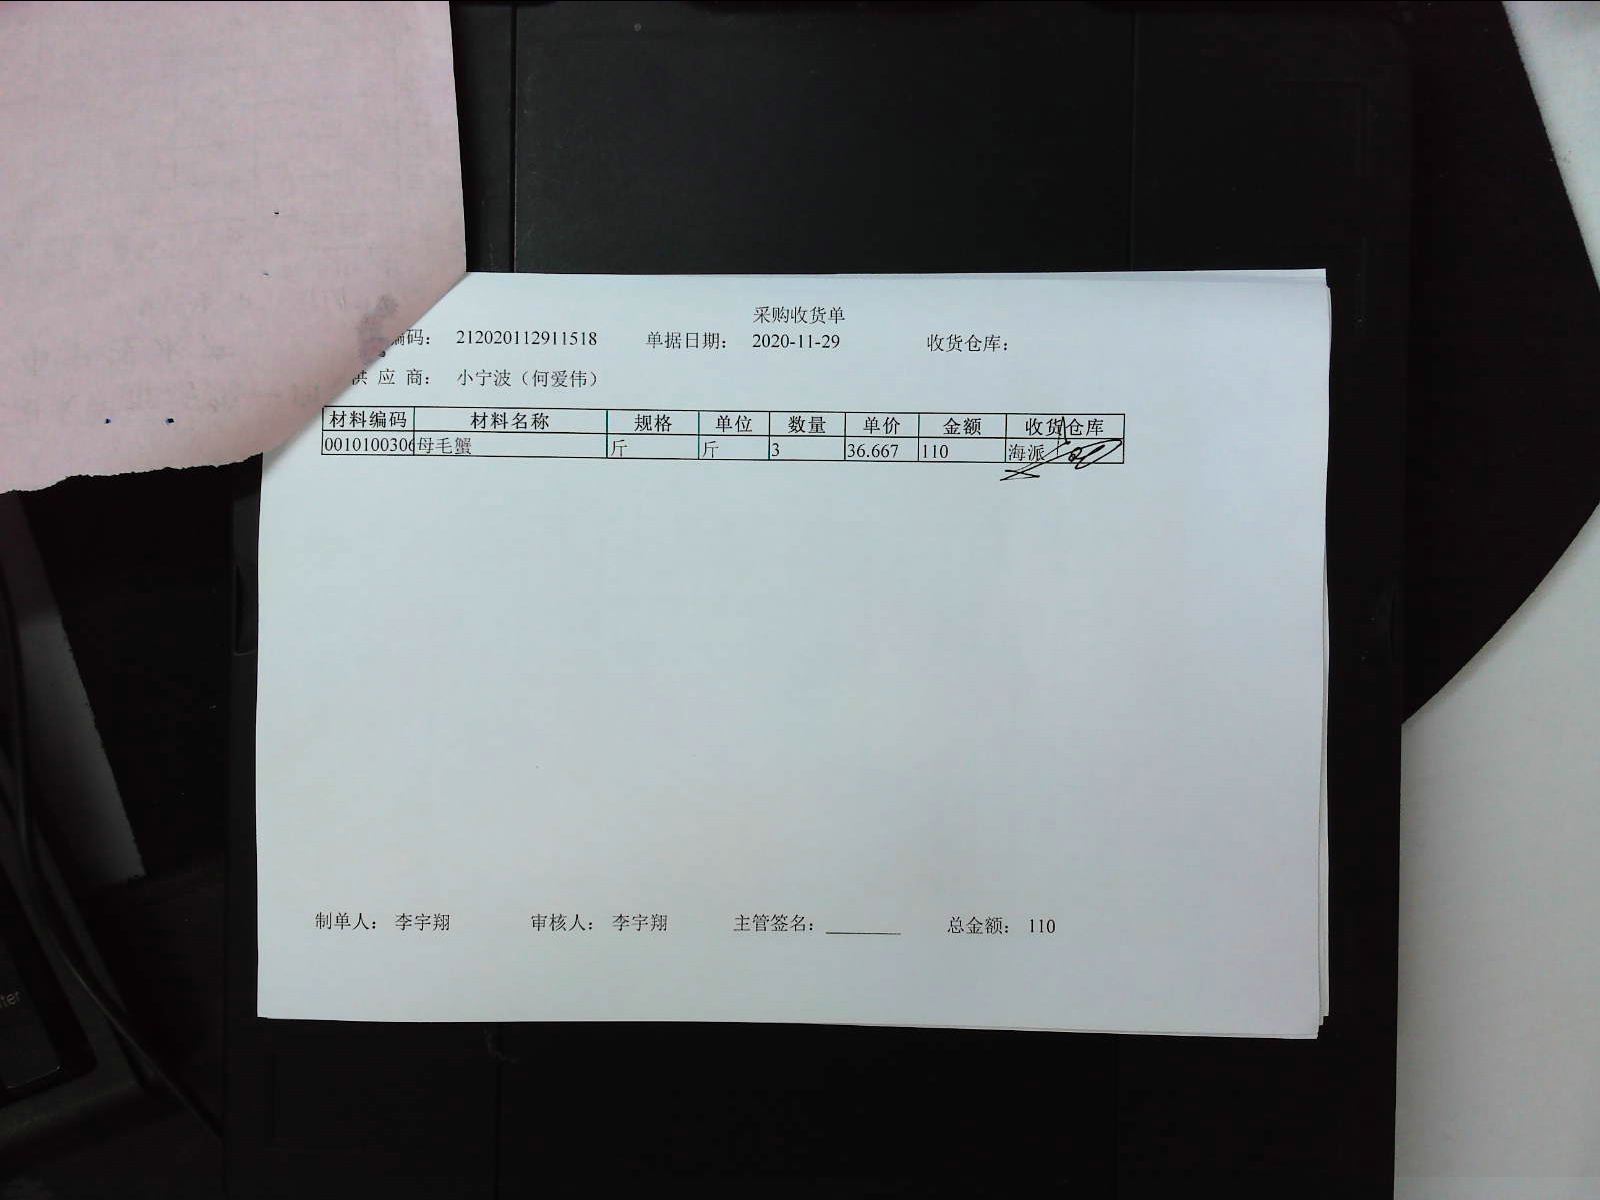 采购收货单
编码： 212020112911518 单据日期： 2020-11-29 收货仓库：
供 应 商： 小宁波（何爱伟）
材料编码 材料名称 规格 单位 数量 单价 金额 收货仓库
0010100306 母毛蟹 斤 斤 3 36.667 110 海派
制单人： 李宇翔 审核人： 李宇翔 主管签名： 总金额： 110